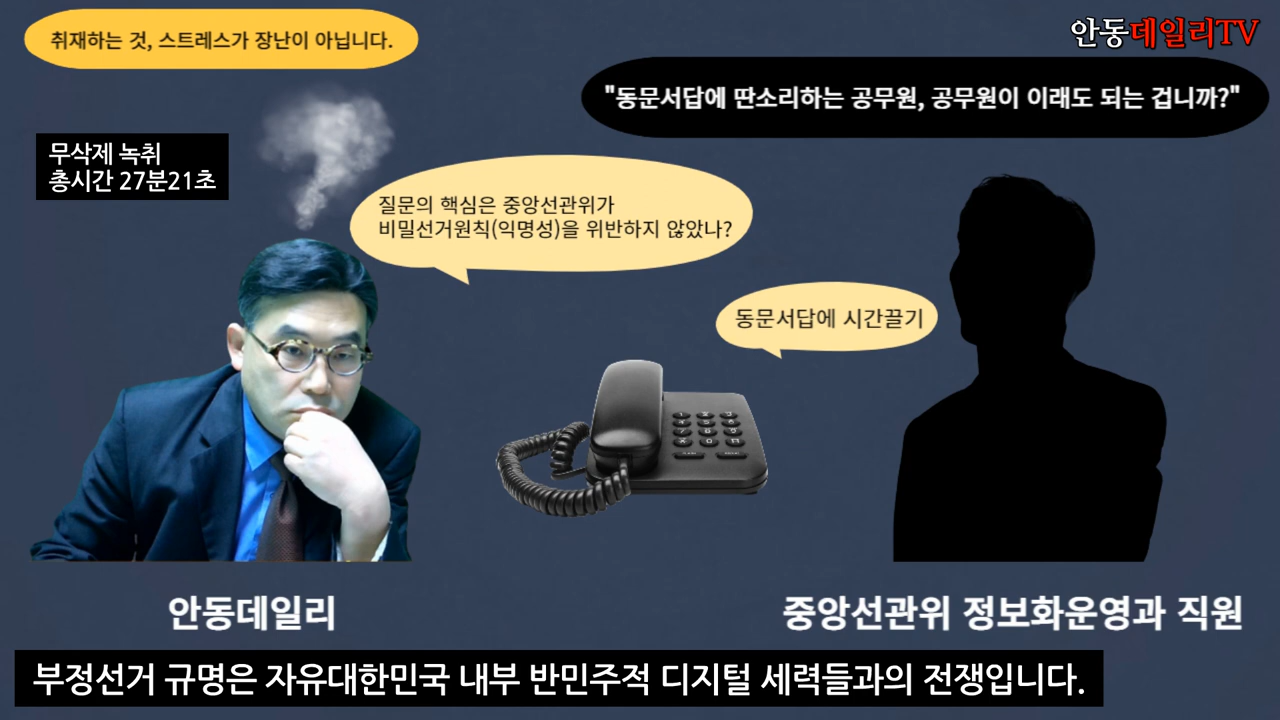 취재하는 것, 스트레스가 장난이 아닙니다.
안동데일리TV
"동문서답에 딴소리하는 공무원, 공무원이 이래도 되는 겁니까?"
무삭제 녹취
총시간 27분21초
질문의 핵심은 중앙선관위가
비밀선거원칙(익명성)을 위반하지 않았나?
동문서답에 시간끌기
안동데일리
중앙선관위 정보화운영과 직원
부정선거 규명은 자유대한민국 내부 반민주적 디지털 세력들과의 전쟁입니다.